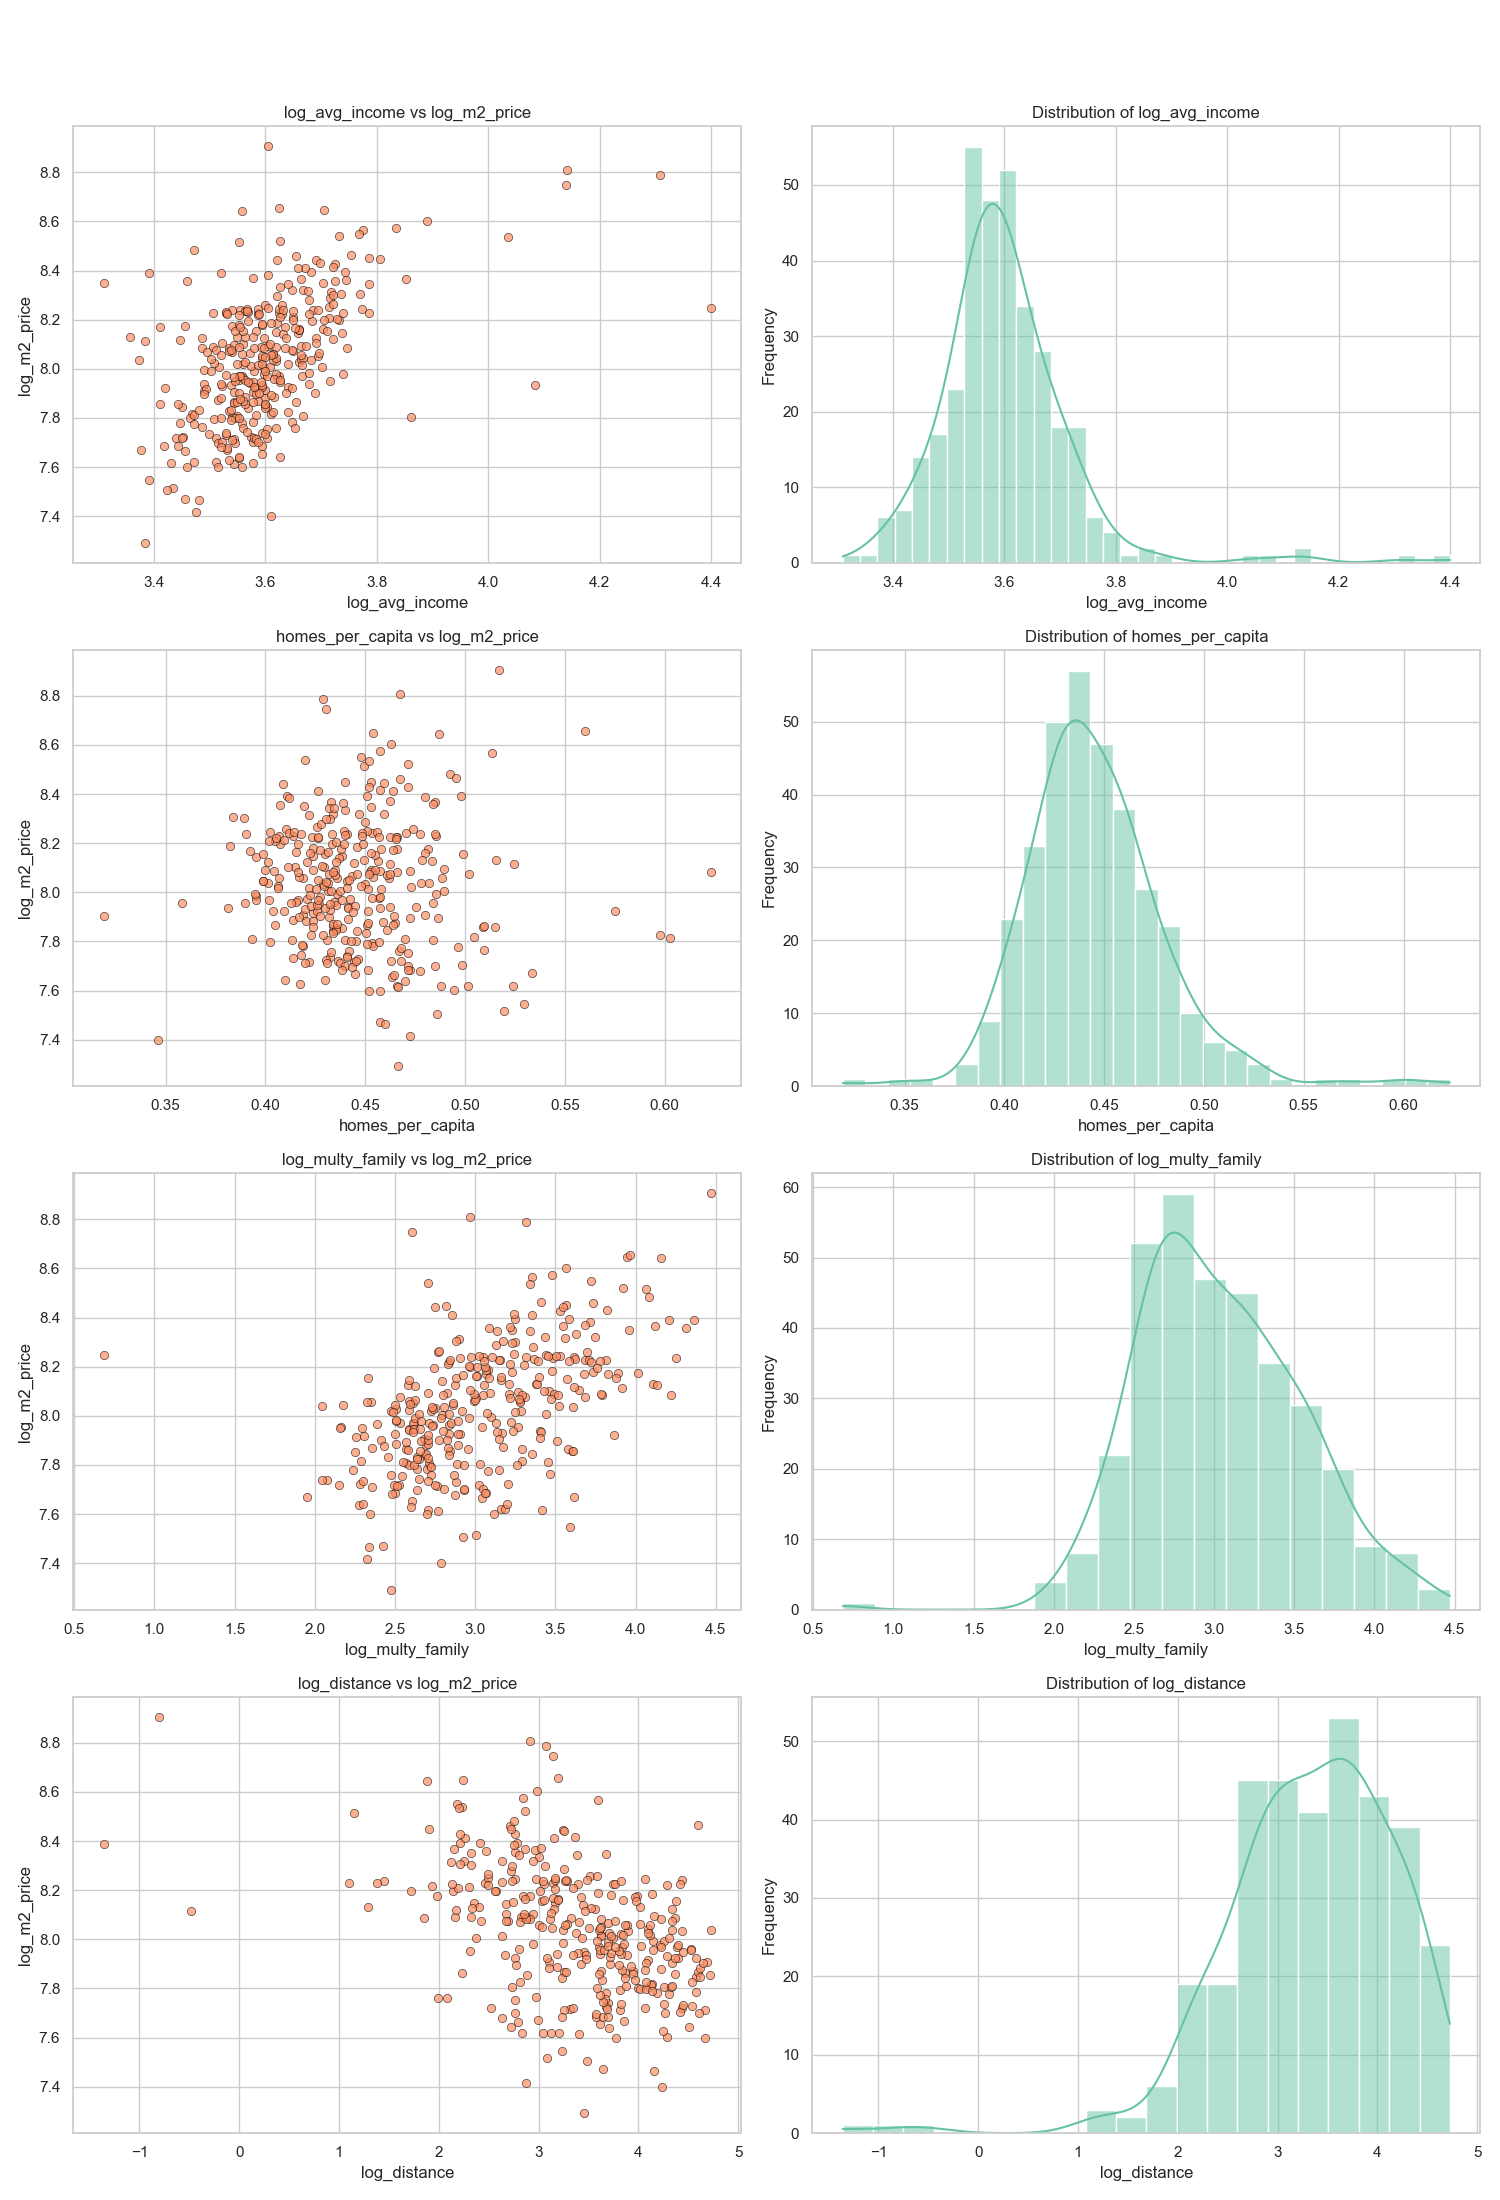 log_avg_income vs log_m2_price
Distribution of log_avg_income
8.8
8.6
8.4
8.2
8.0
7.8
7.6
7.4
log_m2_price
3.4 3.6 3.8 4.0 4.2 4.4
log_avg_income
50
40
30
20
10
0
Frequency
3.4 3.6 3.8 4.0 4.2 4.4
log_avg_income
homes_per_capita vs log_m2_price
Distribution of homes_per_capita
8.8
8.6
8.4
8.2
8.0
7.8
7.6
7.4
log_m2_price
0.35 0.40 0.45 0.50 0.55 0.60
homes_per_capita
50
40
30
20
10
0
Frequency
0.35 0.40 0.45 0.50 0.55 0.60
homes_per_capita
log_multy_family vs log_m2_price
Distribution of log_multy_family
8.8
8.6
8.4
8.2
8.0
7.8
7.6
7.4
log_m2_price
0.5 1.0 1.5 2.0 2.5 3.0 3.5 4.0 4.5
log_multy_family
60
50
40
30
20
10
0
Frequency
0.5 1.0 1.5 2.0 2.5 3.0 3.5 4.0 4.5
log_multy_family
log_distance vs log_m2_price
Distribution of log_distance
8.8
8.6
8.4
8.2
8.0
7.8
7.6
7.4
log_m2_price
−1 0 1 2 3 4 5
log_distance
50
40
30
20
10
0
Frequency
−1 0 1 2 3 4 5
log_distance